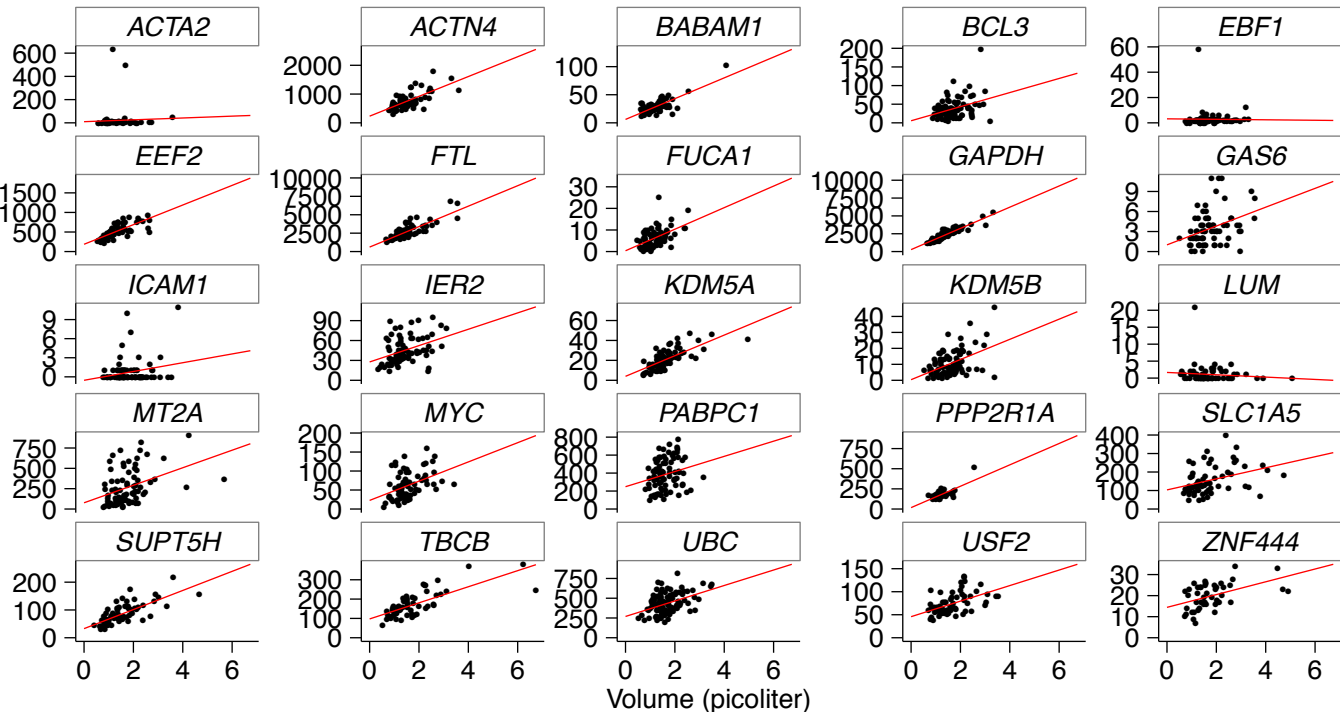 ACTA2 ACTN4 BABAM1 BCL3 EBF1
600 400 200 0
2000 1000 0
100 50 0
200 150 100 50 0
60 40 20 0
EEF2 FTL FUCA1 GAPDH GAS6
1500 1000 500 0
10000 7500 5000 2500 0
30 20 10 0
10000 7500 5000 2500 0
9 6 3 0
ICAM1 IER2 KDM5A KDM5B LUM
9 6 3 0
90 60 30 0
60 40 20 0
40 30 20 10 0
20 15 10 5 0
MT2A MYC PABPC1 PPP2R1A SLC1A5
750 500 250 0
200 150 100 50 0
800 600 400 200 0
750 500 250 0
400 300 200 100 0
SUPT5H TBCB UBC USF2 ZNF444
200 100 0
300 200 100 0
750 500 250 0
150 100 50 0
30 20 10 0
0 2 4 6 0 2 4 6 0 2 4 6 0 2 4 6 0 2 4 6
Volume (picoliter)